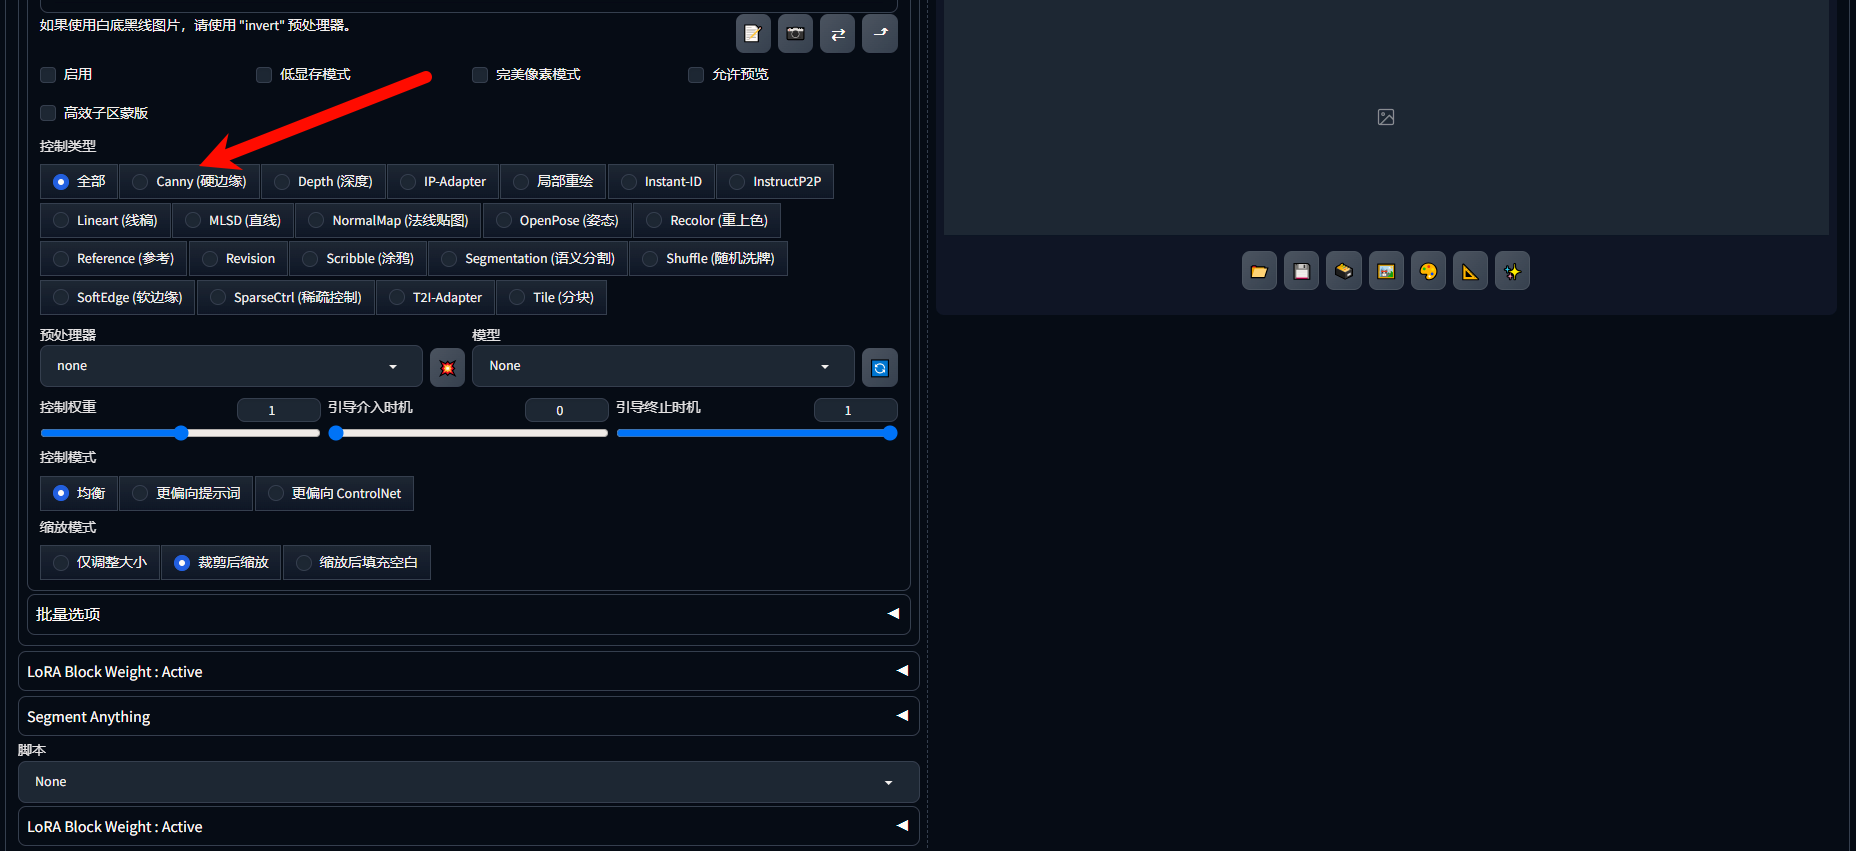 如果使用白底黑线图片，请使用 "invert" 预处理器。
启用 低显存模式 完美像素模式 允许预览
高效子区蒙版
控制类型
全部 Canny (硬边缘) Depth (深度) IP-Adapter 局部重绘 Instant-ID InstructP2P
Lineart (线稿) MLSD (直线) NormalMap (法线贴图) OpenPose (姿态) Recolor (重上色)
Reference (参考) Revision Scribble (涂鸦) Segmentation (语义分割) Shuffle (随机洗牌)
SoftEdge (软边缘) SparseCtrl (稀疏控制) T2I-Adapter Tile (分块)
预处理器 模型
none None
控制权重 1 引导介入时机 0 引导终止时机 1
控制模式
均衡 更偏向提示词 更偏向 ControlNet
缩放模式
仅调整大小 裁剪后缩放 缩放后填充空白
批量选项
LoRA Block Weight : Active
Segment Anything
脚本
None
LoRA Block Weight : Active